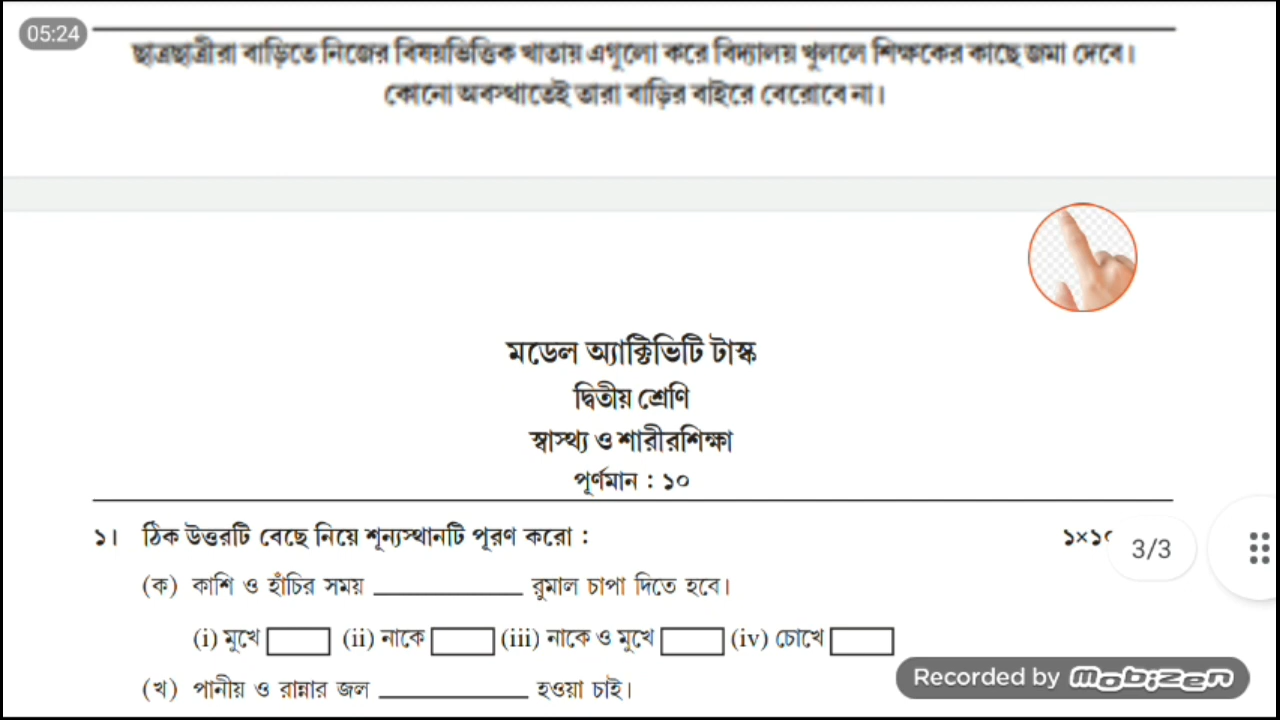 05:24
ছাত্রছাত্রীরা বাড়িতে নিজের বিষয়ভিত্তিক খাতায় এগুলো করে বিদ্যালয় খুললে শিক্ষকের কাছে জমা দেবে।
কোনো অবস্থাতেই তারা বাড়ির বাইরে বেরোবে না।
মডেল অ্যাক্টিভিটি টাস্ক
দ্বিতীয় শ্রেণি
স্বাস্থ্য ও শারীরশিক্ষা
পূর্ণমান : ১০
১। ঠিক উত্তরটি বেছে নিয়ে শূন্যস্থানটি পূরণ করো :
3/3
(ক) কাশি ও হাঁচির সময় ____________ রুমাল চাপা দিতে হবে।
(i) মুখে (ii) নাকে (iii) নাকে ও মুখে (iv) চোখে
(খ) পানীয় ও রান্নার জল ____________ হওয়া চাই।
Recorded by mobizen